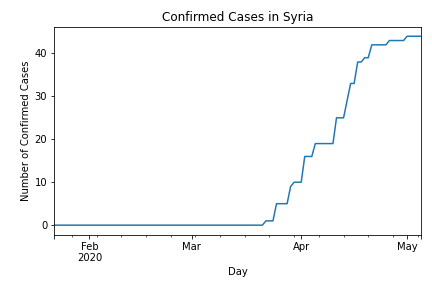 Confirmed Cases in Syria
Number of Confirmed Cases
40
30
20
10
0
Feb
2020
Mar
Apr
May
Day